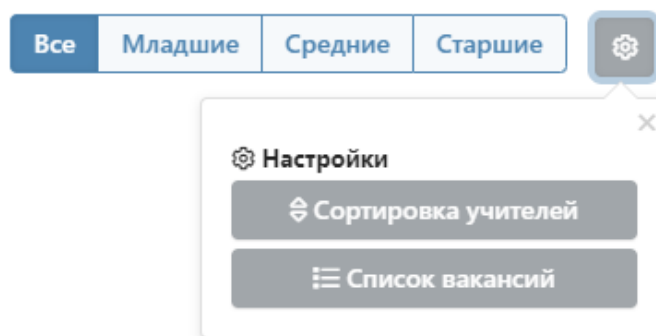 Все Младшие Средние Старшие
Настройки
Сортировка учителей
Список вакансий